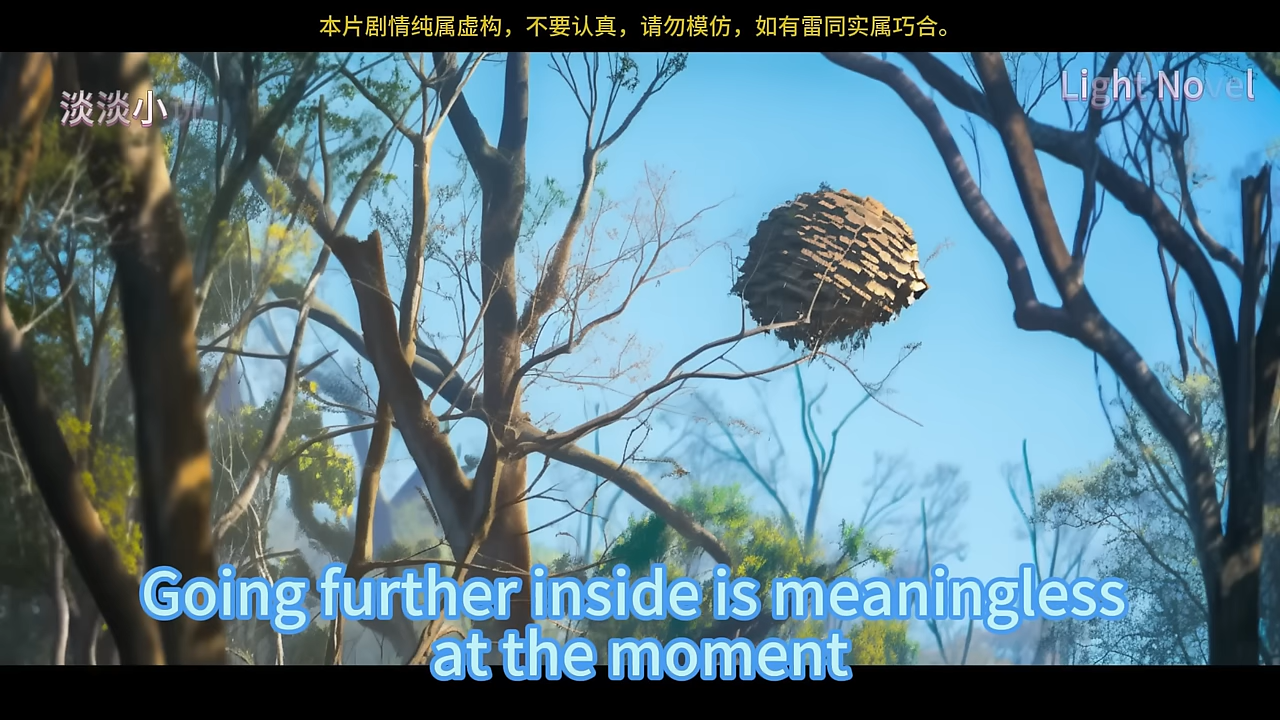 本片剧情纯属虚构，不要认真，请勿模仿，如有雷同实属巧合。
淡淡小
Light Novel
Going further inside is meaningless
at the moment